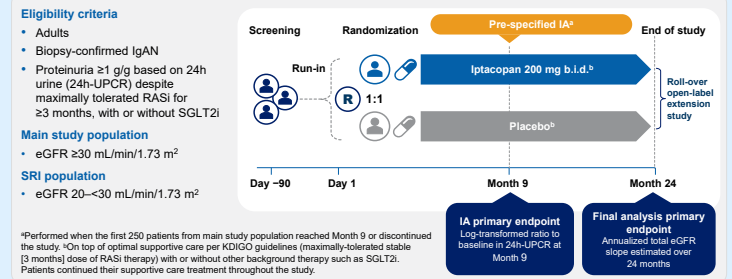 Eligibility criteria
• Adults
• Biopsy-confirmed IgAN
• Proteinuria ≥1 g/g based on 24h
urine (24h-UPCR) despite
maximally tolerated RASi for
≥3 months, with or without SGLT2i
Main study population
• eGFR ≥30 mL/min/1.73 m²
SRI population
• eGFR 20–<30 mL/min/1.73 m²
Screening
Randomization
Pre-specified IAᵃ
End of study
Run-in
R 1:1
Iptacopan 200 mg b.i.d.ᵇ
Placeboᵇ
Roll-over
open-label
extension
study
Day −90
Day 1
Month 9
Month 24
IA primary endpoint
Log-transformed ratio to
baseline in 24h-UPCR at
Month 9
Final analysis primary
endpoint
Annualized total eGFR
slope estimated over
24 months
ᵃPerformed when the first 250 patients from main study population reached Month 9 or discontinued
the study. ᵇOn top of optimal supportive care per KDIGO guidelines (maximally-tolerated stable
[3 months] dose of RASi therapy) with or without other background therapy such as SGLT2i.
Patients continued their supportive care treatment throughout the study.